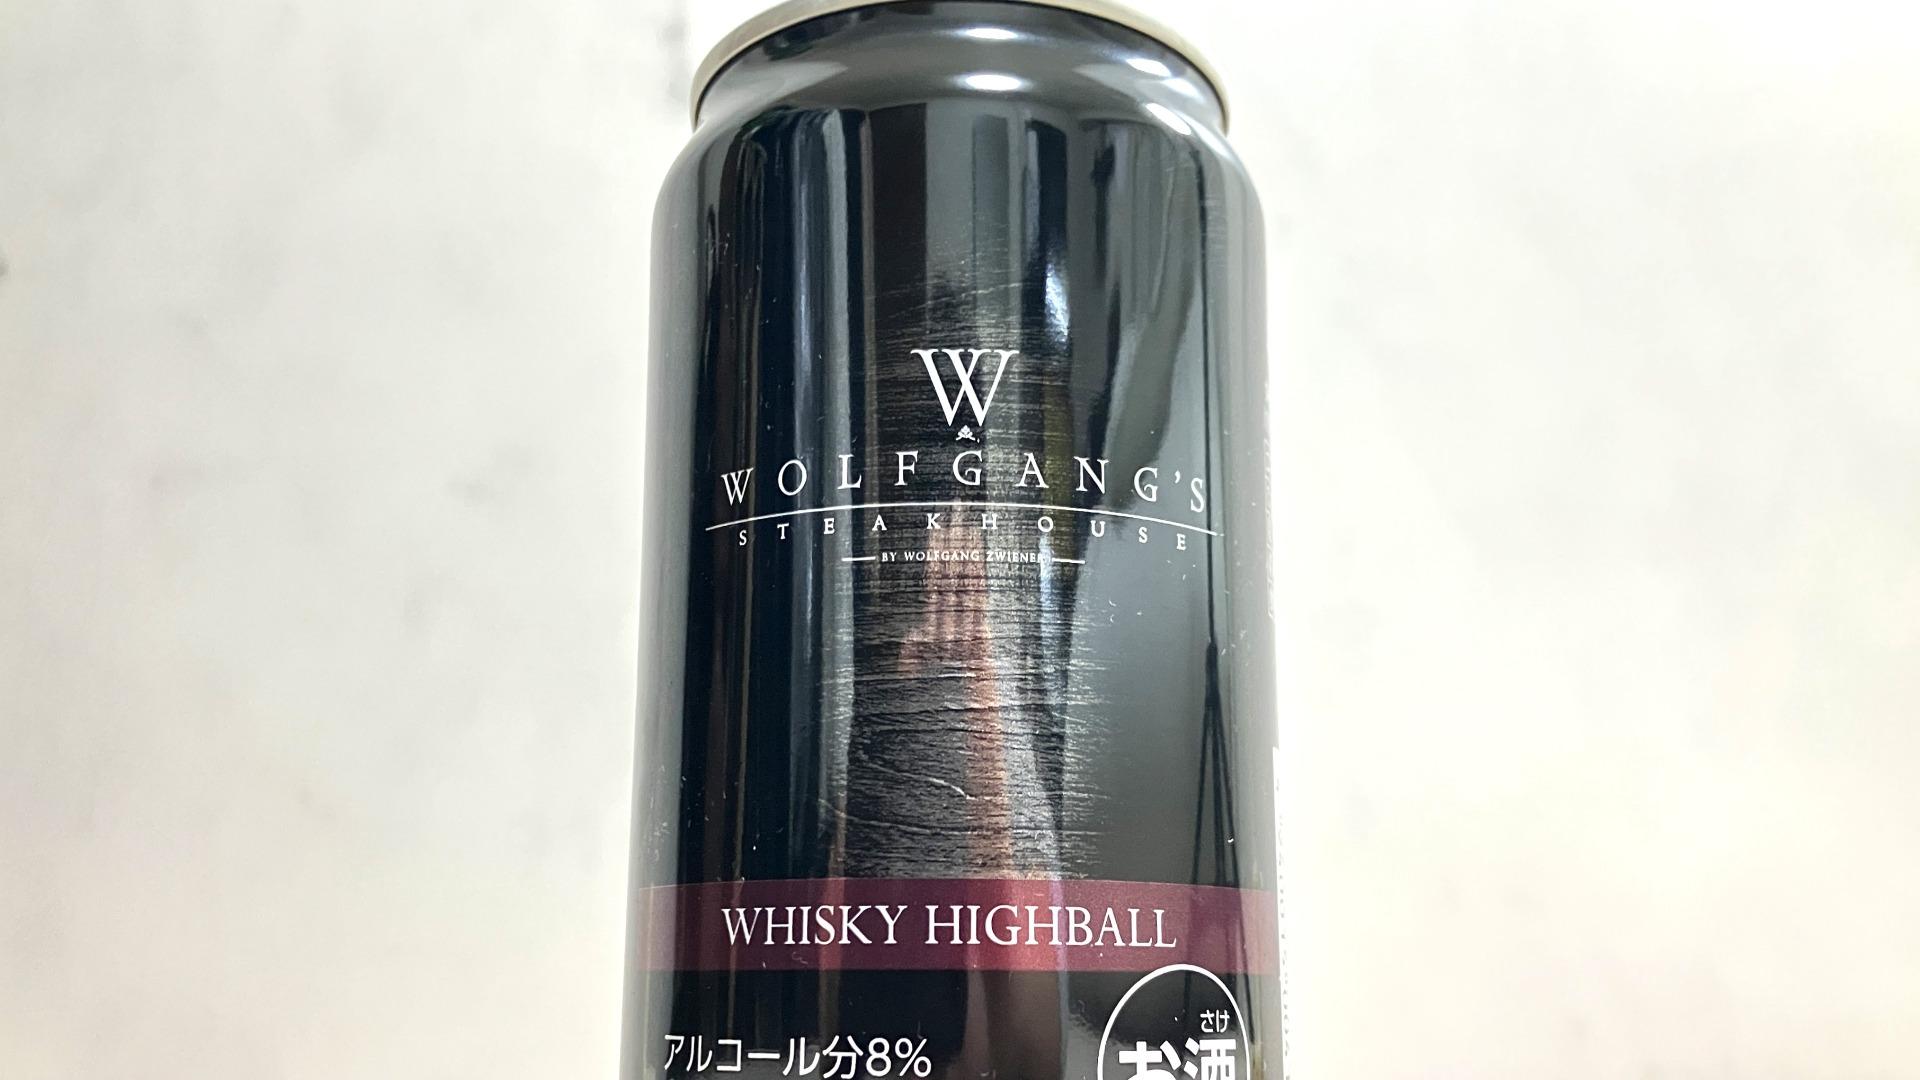 W
WOLFGANG'S
STEAKHOUSE
BY WOLFGANG ZWIENER
WHISKY HIGHBALL
アルコール分8%
さけ
お酒